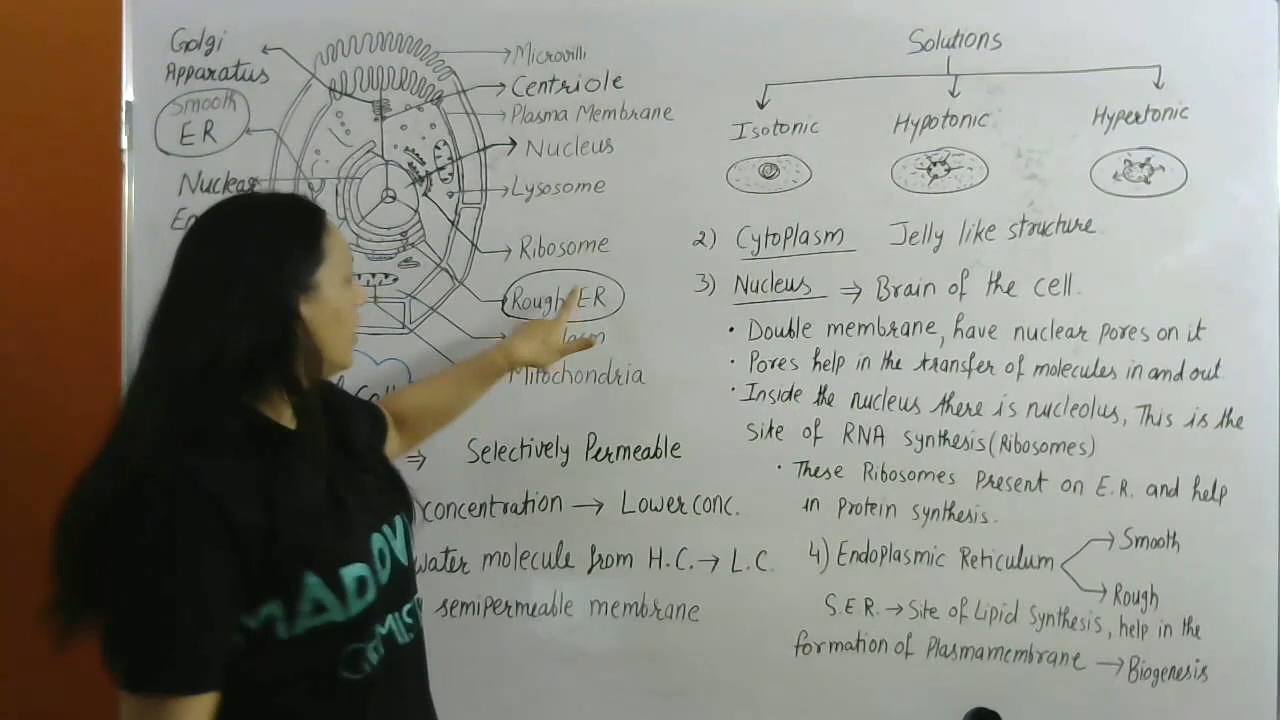 Golgi
Apparatus
Smooth
ER
Nuclear
Microvilli
Centriole
Plasma Membrane
Nucleus
Lysosome
Ribosome
Rough ER
Mitochondria
Selectively Permeable
concentration → Lower conc.
water molecule from H.C. → L.C.
semipermeable membrane
Solutions
Isotonic
Hypotonic
Hypertonic
2) Cytoplasm Jelly like structure
3) Nucleus → Brain of the cell.
• Double membrane, have nuclear pores on it
• Pores help in the transfer of molecules in and out
• Inside the nucleus there is nucleolus, This is the
site of RNA synthesis (Ribosomes)
• These Ribosomes Present on E.R. and help
in Protein synthesis.
4) Endoplasmic Reticulum
Smooth
Rough
S.E.R. → Site of Lipid Synthesis, help in the
formation of Plasmamembrane → Biogenesis